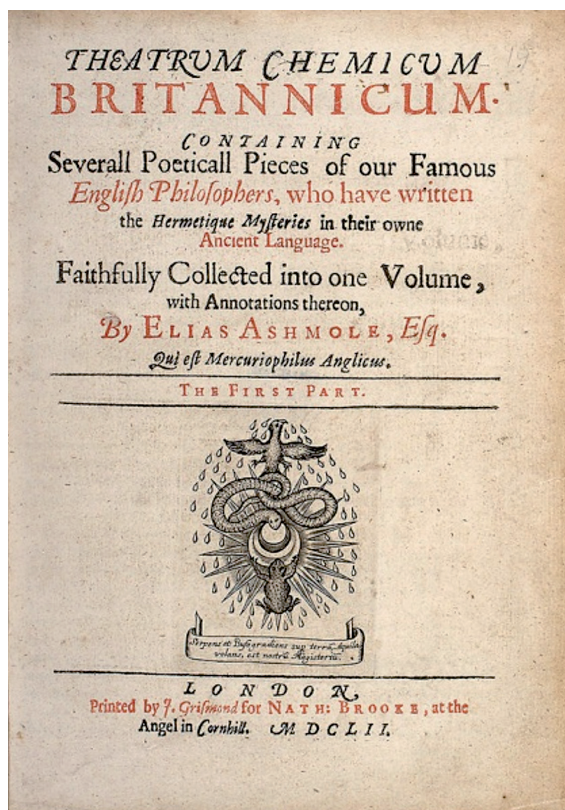 THEATRUM CHEMICUM
BRITANNICUM.
CONTAINING
Severall Poeticall Pieces of our Famous
Engliſh Philoſophers, who have written
the Hermetique Myſteries in their owne
Ancient Language.
Faithfully Collected into one Volume,
with Annotations thereon,
By ELIAS ASHMOLE, Eſq.
Qui eſt Mercuriophilus Anglicus.
THE FIRST PART.
Serpens et Bufo gradiens sup terrā, Aquila
volans, est nostrū Magisteriū.
LONDON,
Printed by J. Griſmond for NATH: BROOKE, at the
Angel in Cornhill. MDCLII.